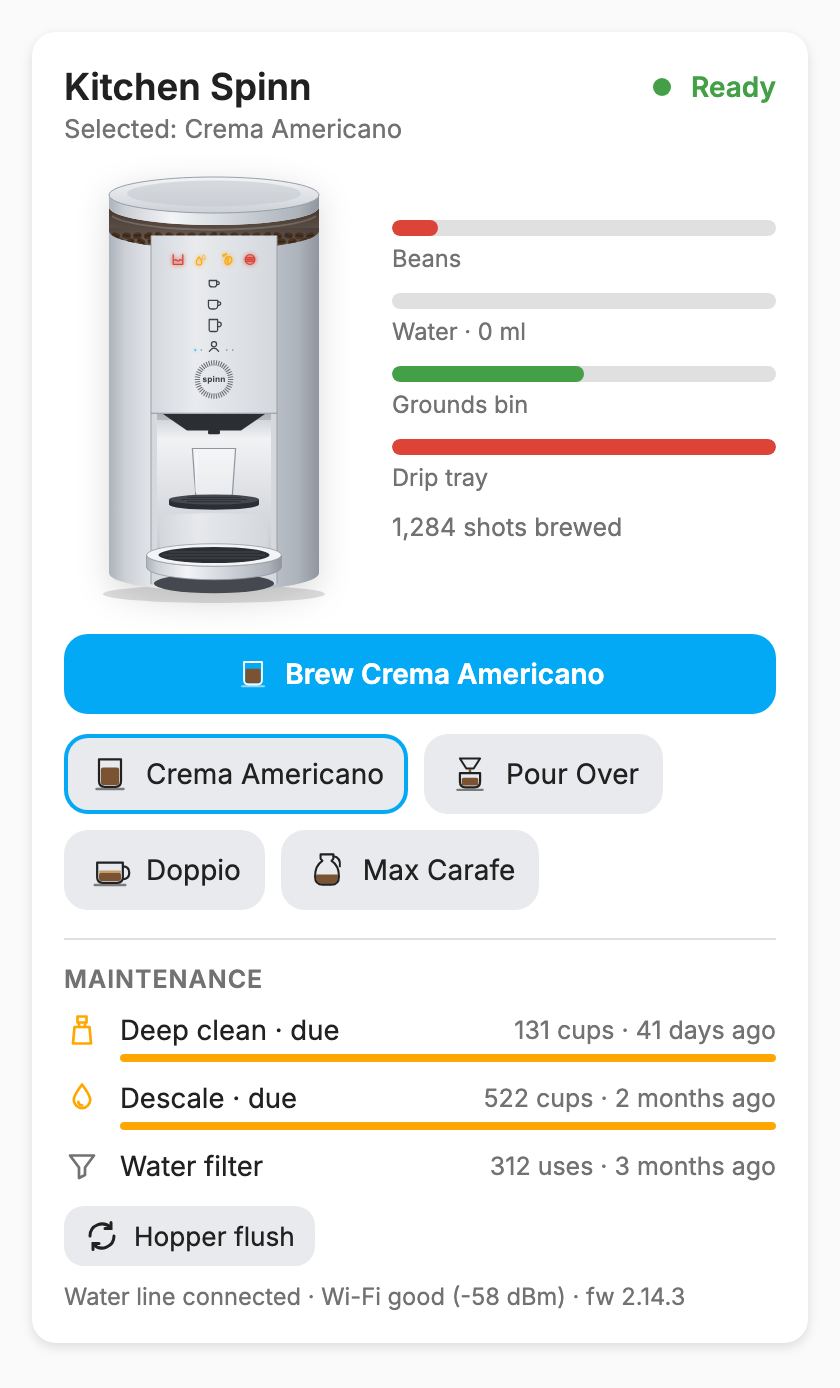 Kitchen Spinn
Ready
Selected: Crema Americano
spinn
Beans
Water · 0 ml
Grounds bin
Drip tray
1,284 shots brewed
Brew Crema Americano
Crema Americano
Pour Over
Doppio
Max Carafe
MAINTENANCE
Deep clean · due
131 cups · 41 days ago
Descale · due
522 cups · 2 months ago
Water filter
312 uses · 3 months ago
Hopper flush
Water line connected · Wi-Fi good (-58 dBm) · fw 2.14.3